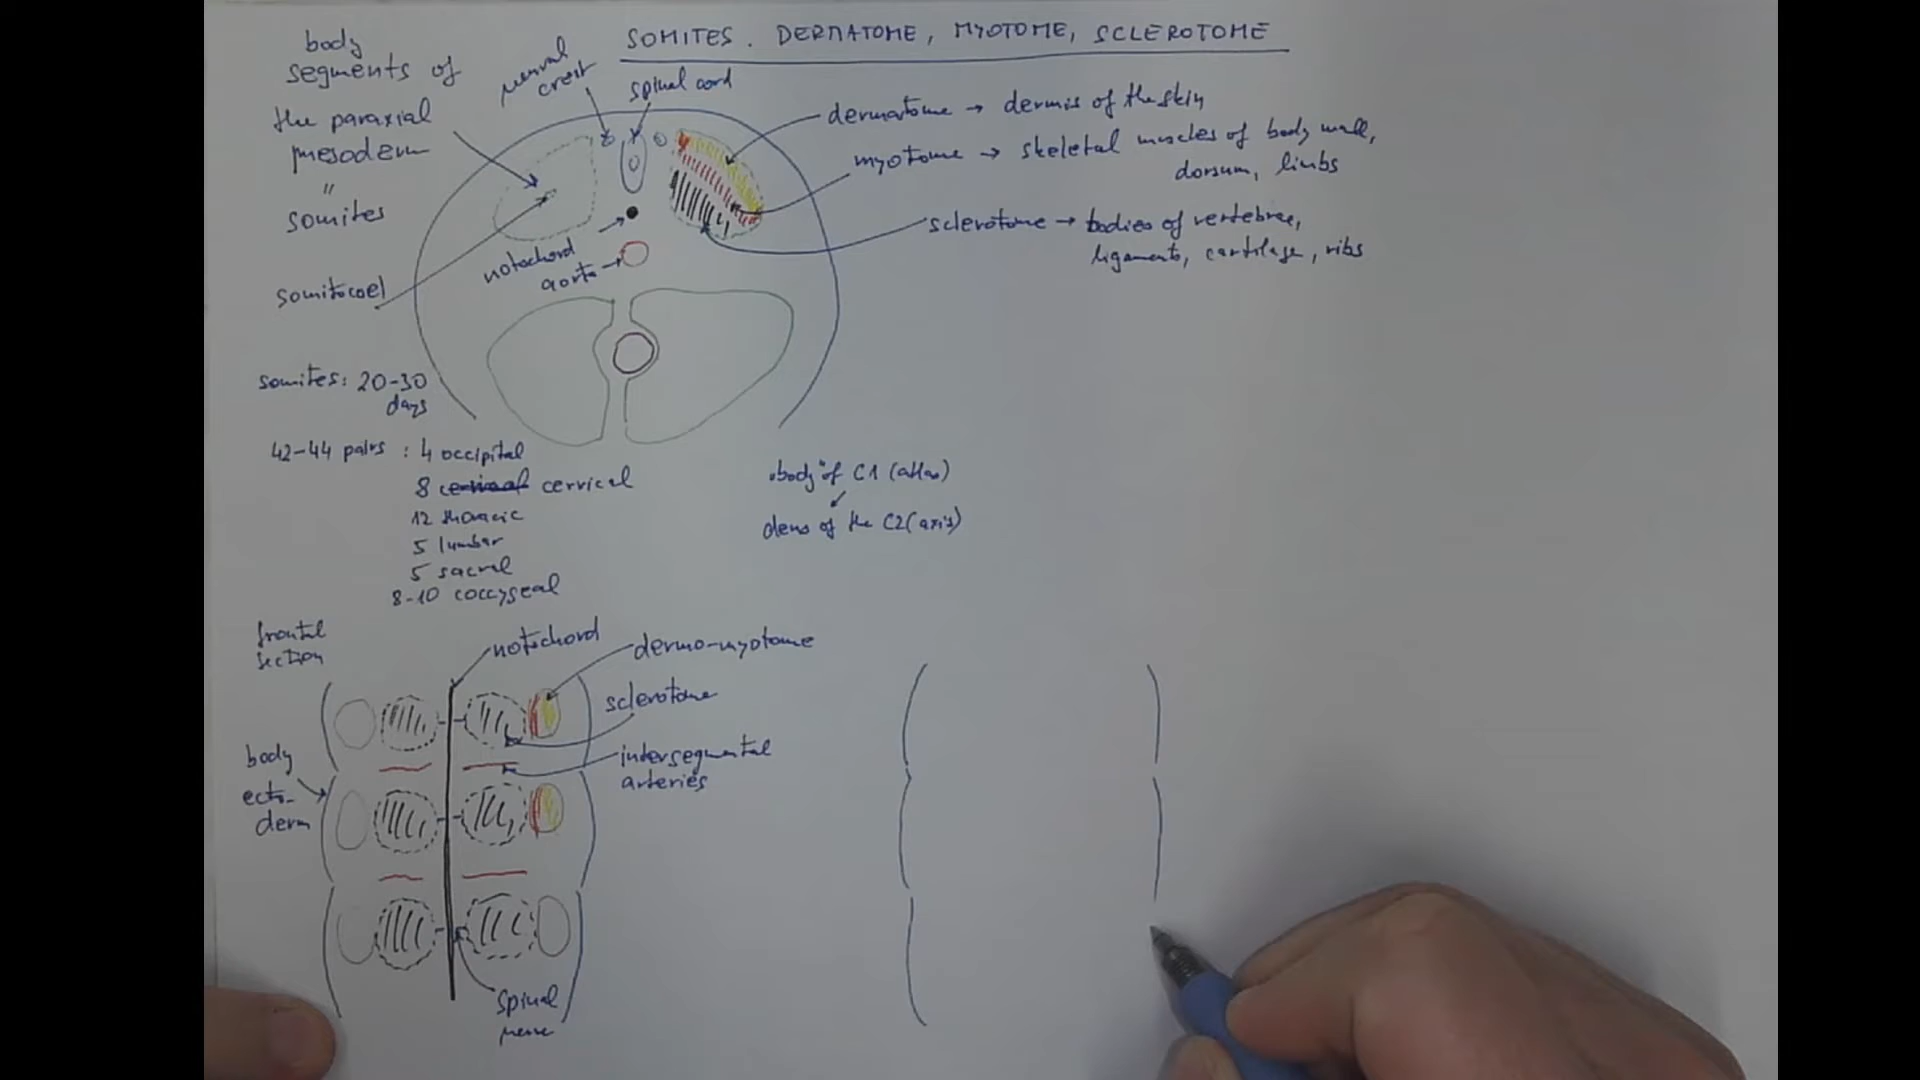 SOMITES. DERMATOME, MYOTOME, SCLEROTOME
body
segments of
the paraxial
mesoderm
"
somites
somitocoel
neural
crest
spinal cord
notochord
aorta
dermatome → dermis of the skin
myotome → skeletal muscles of body wall,
dorsum, limbs
sclerotome → bodies of vertebrae,
ligaments, cartilage, ribs
somites: 20-30
days
42-44 pairs : 4 occipital
8 cervical cervical
12 thoracic
5 lumbar
5 sacral
8-10 coccygeal
"body" of C1 (atlas)
dens of the C2 (axis)
frontal
section
notochord
dermo-myotome
sclerotome
intersegmental
arteries
body
ecto-
derm
spinal
nerve